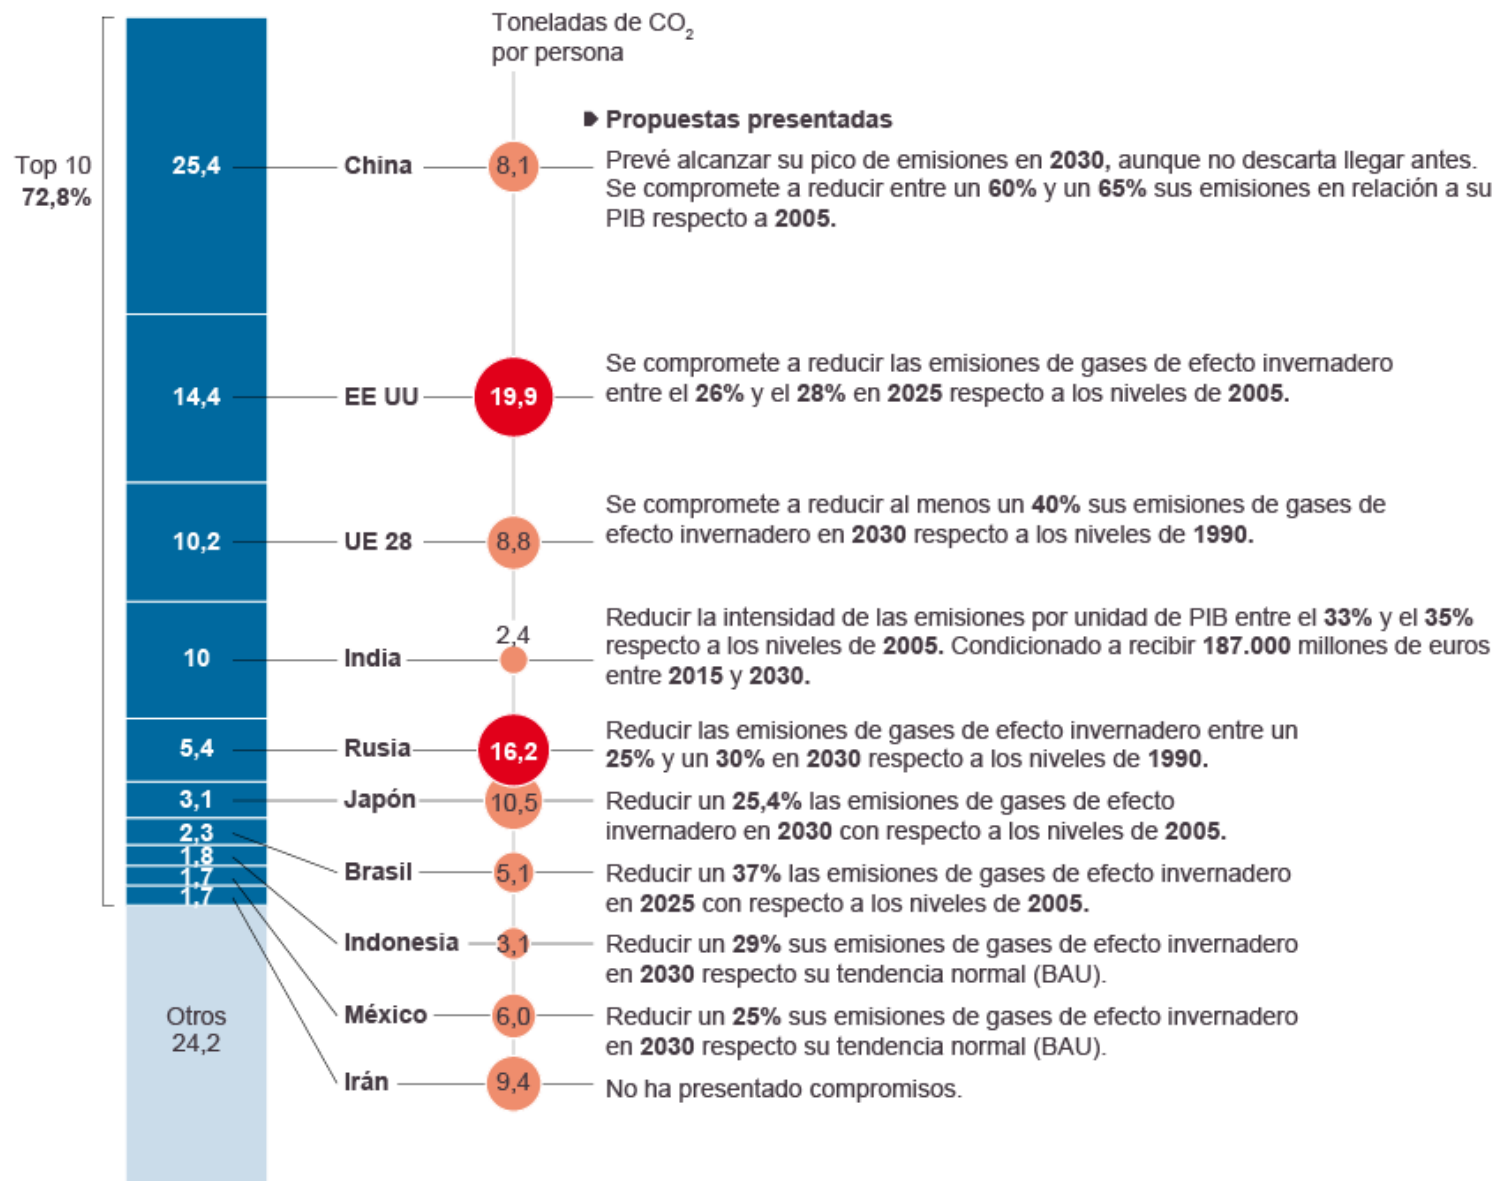 Toneladas de CO2
por persona
Propuestas presentadas
Top 10
72,8%
25,4
China
8,1
Prevé alcanzar su pico de emisiones en 2030, aunque no descarta llegar antes.
Se compromete a reducir entre un 60% y un 65% sus emisiones en relación a su
PIB respecto a 2005.
14,4
EE UU
19,9
Se compromete a reducir las emisiones de gases de efecto invernadero
entre el 26% y el 28% en 2025 respecto a los niveles de 2005.
10,2
UE 28
8,8
Se compromete a reducir al menos un 40% sus emisiones de gases de
efecto invernadero en 2030 respecto a los niveles de 1990.
10
India
2,4
Reducir la intensidad de las emisiones por unidad de PIB entre el 33% y el 35%
respecto a los niveles de 2005. Condicionado a recibir 187.000 millones de euros
entre 2015 y 2030.
5,4
Rusia
16,2
Reducir las emisiones de gases de efecto invernadero entre un
25% y un 30% en 2030 respecto a los niveles de 1990.
3,1
Japón
10,5
Reducir un 25,4% las emisiones de gases de efecto
invernadero en 2030 con respecto a los niveles de 2005.
2,3
Brasil
5,1
Reducir un 37% las emisiones de gases de efecto invernadero
en 2025 con respecto a los niveles de 2005.
1,8
Indonesia
3,1
Reducir un 29% sus emisiones de gases de efecto invernadero
en 2030 respecto su tendencia normal (BAU).
1,7
México
6,0
Reducir un 25% sus emisiones de gases de efecto invernadero
en 2030 respecto su tendencia normal (BAU).
1,7
Irán
9,4
No ha presentado compromisos.
Otros
24,2